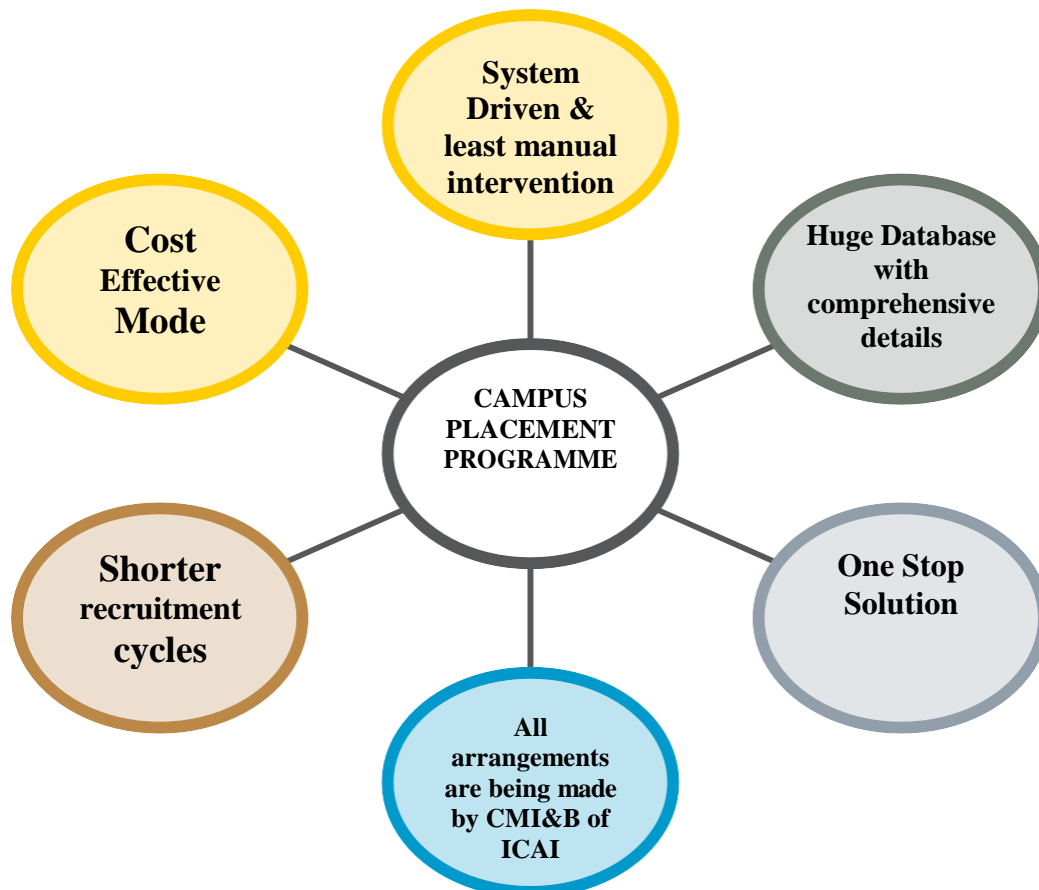 System
Driven &
least manual
intervention
Cost
Effective
Mode
Huge Database
with
comprehensive
details
CAMPUS
PLACEMENT
PROGRAMME
Shorter
recruitment
cycles
One Stop
Solution
All
arrangements
are being made
by CMI&B of
ICAI